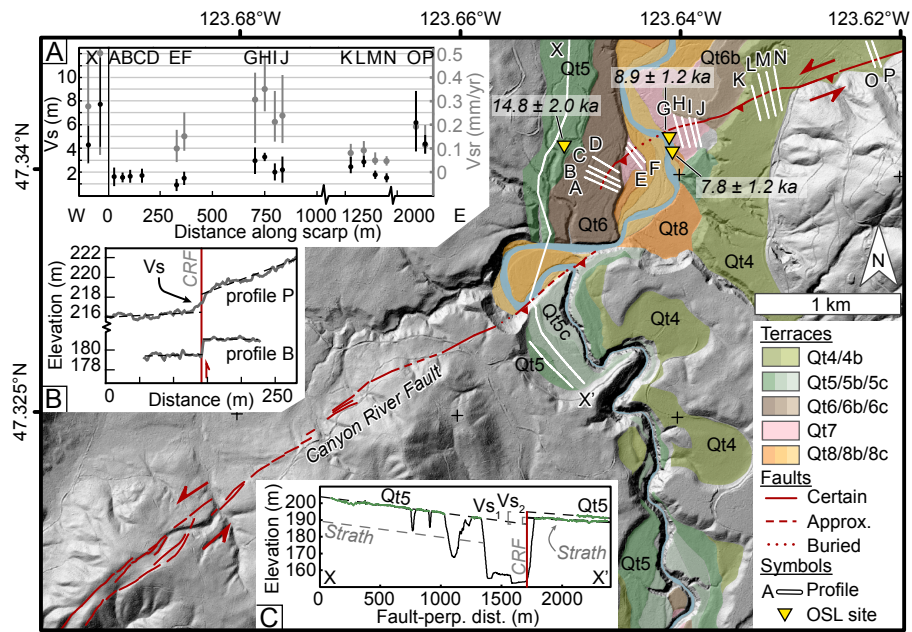 123.68°W
123.66°W
123.64°W
123.62°W
A
X
ABCD
EF
GHIJ
KLMN
OP
10
8
6
4
2
Vs (m)
0.5
0.4
0.3
0.2
0.1
0
Vsr (mm/yr)
W
0
250
500
750
1000
1250
2000
E
Distance along scarp (m)
47.34°N
47.325°N
X
Qt5
14.8 ± 2.0 ka
8.9 ± 1.2 ka
7.8 ± 1.2 ka
Qt6b
K
L
M
N
O
P
G
H
I
J
D
C
B
A
E
F
Qt6
Qt8
Qt4
N
1 km
222
220
218
216
180
178
Elevation (m)
Vs
CRF
profile P
profile B
0
250
Distance (m)
B
Qt5c
Qt5
X'
Qt4
Qt4
Qt5
Canyon River Fault
200
190
180
170
160
Elevation (m)
Qt5
Vs
Vs2
Qt5
Strath
CRF
Strath
X
X'
0
400
800
1200
1600
2000
2400
Fault-perp. dist. (m)
C
Terraces
Qt4/4b
Qt5/5b/5c
Qt6/6b/6c
Qt7
Qt8/8b/8c
Faults
Certain
Approx.
Buried
Symbols
A Profile
OSL site